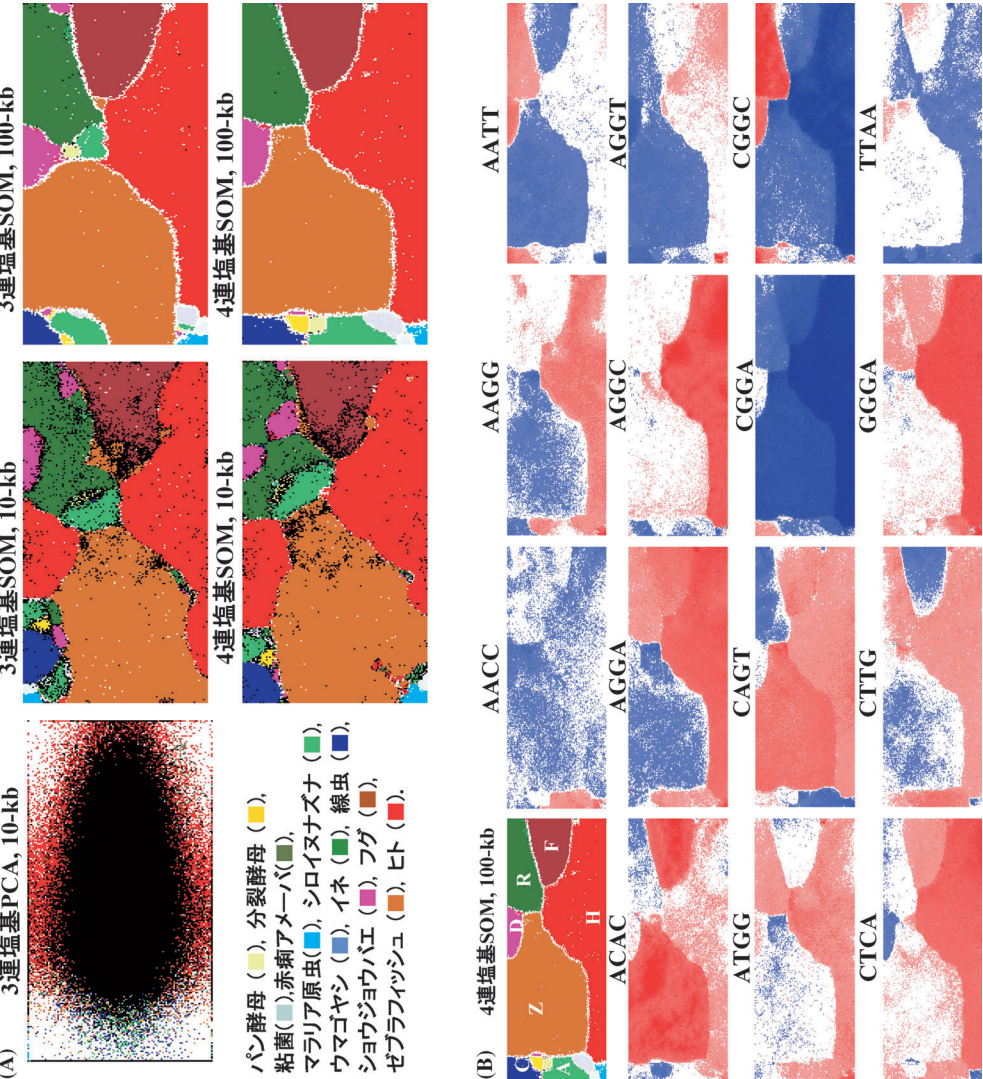 (A)
3連塩基PCA, 10-kb
3連塩基SOM, 10-kb
3連塩基SOM, 100-kb
4連塩基SOM, 10-kb
4連塩基SOM, 100-kb
パン酵母 (■), 分裂酵母 (■),
粘菌(■),赤痢アメーバ(■),
マラリア原虫(■), シロイヌナズナ (■),
ウマゴヤシ (■), イネ (■), 線虫 (■),
ショウジョウバエ (■), フグ (■),
ゼブラフィッシュ (■), ヒト (■).
(B)
4連塩基SOM, 100-kb
C
A
Z
D
R
F
H
AACC
AAGG
AATT
ACAC
AGGA
AGGC
AGGT
ATGG
CAGT
CGGA
CGGC
CTCA
CTTG
GGGA
TTAA